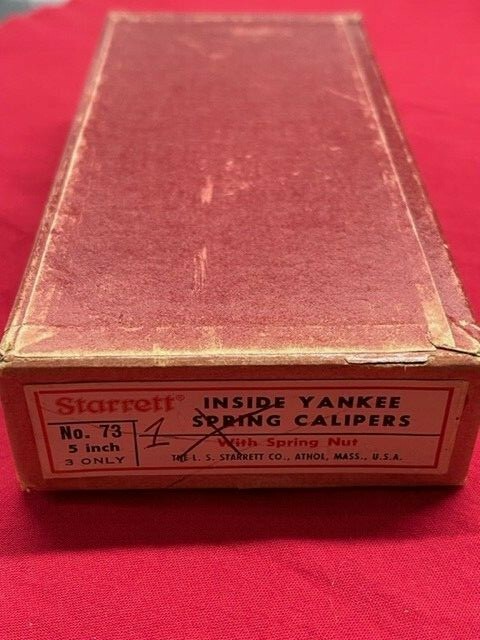 Starrett® INSIDE YANKEE
SPRING CALIPERS
No. 73 1 With Spring Nut
5 inch
3 ONLY THE L. S. STARRETT CO., ATHOL, MASS., U.S.A.